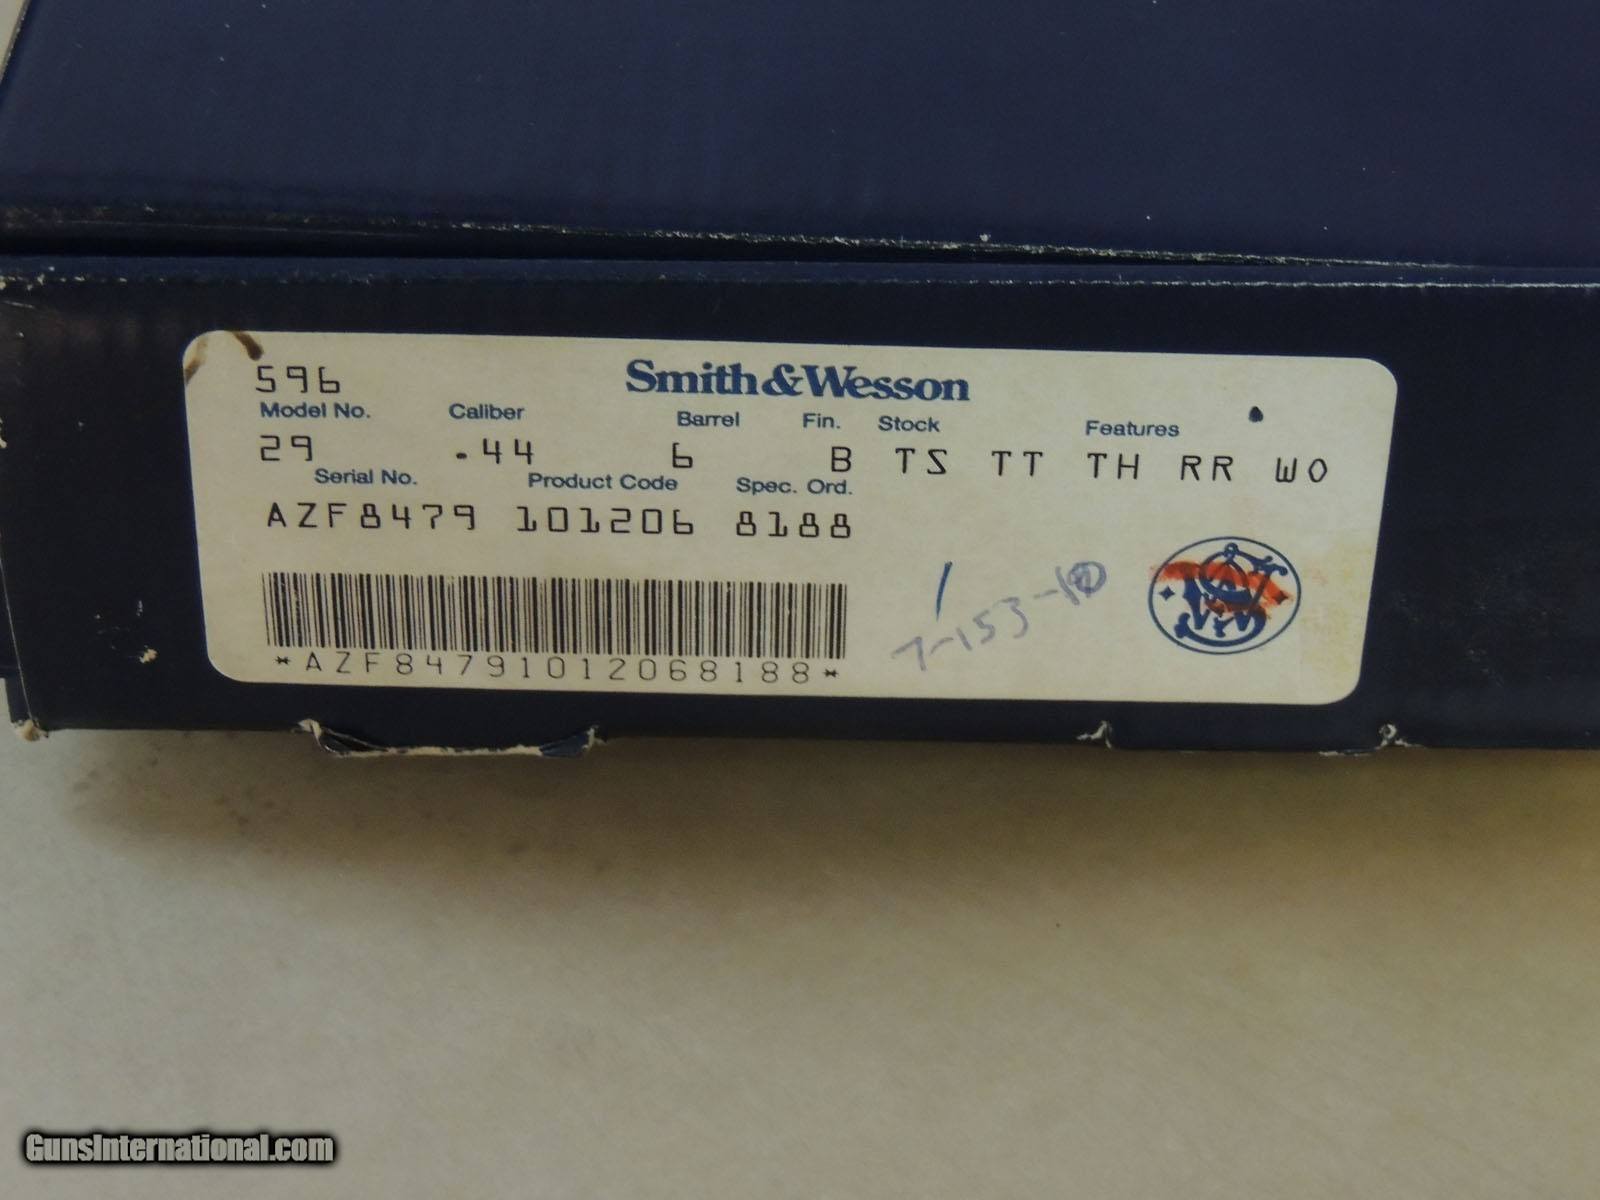 596
Smith & Wesson
Model No. Caliber Barrel Fin. Stock Features
29 .44 6 B TS TT TH RR WO
Serial No. Product Code Spec. Ord.
AZF8479 101206 8188
7-153-10
*AZF84791012068188*
GunsInternational.com